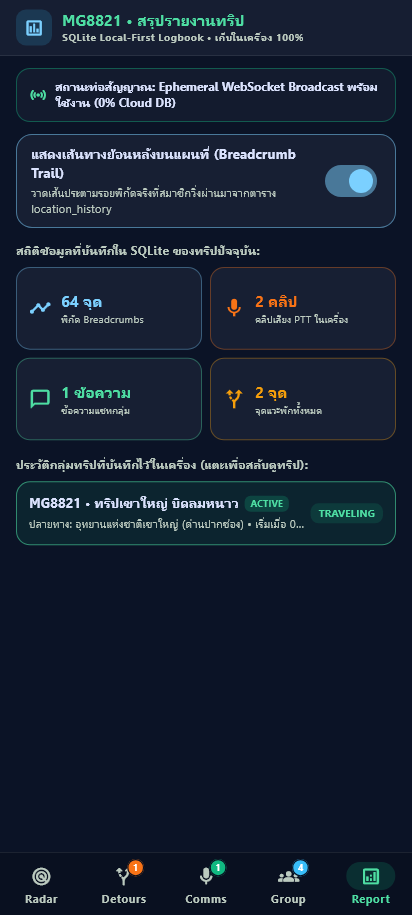 MG8821 • สรุปรายงานทริป
SQLite Local-First Logbook • เก็บในเครื่อง 100%
สถานะท่อสัญญาณ: Ephemeral WebSocket Broadcast พร้อม
ใช้งาน (0% Cloud DB)
แสดงเส้นทางย้อนหลังบนแผนที่ (Breadcrumb
Trail)
วาดเส้นประตามรอยพิกัดจริงที่สมาชิกวิ่งผ่านมาจากตาราง
location_history
สถิติข้อมูลที่บันทึกใน SQLite ของทริปปัจจุบัน:
64 จุด
พิกัด Breadcrumbs
2 คลิป
คลิปเสียง PTT ในเครื่อง
1 ข้อความ
ข้อความแชทกลุ่ม
2 จุด
จุดแวะพักทั้งหมด
ประวัติกลุ่มทริปที่บันทึกไว้ในเครื่อง (แตะเพื่อสลับดูทริป):
MG8821 • ทริปเขาใหญ่ บิดลมหนาว ACTIVE
ปลายทาง: อุทยานแห่งชาติเขาใหญ่ (ด่านปากช่อง) • เริ่มเมื่อ 0...
TRAVELING
1 1 4
Radar Detours Comms Group Report